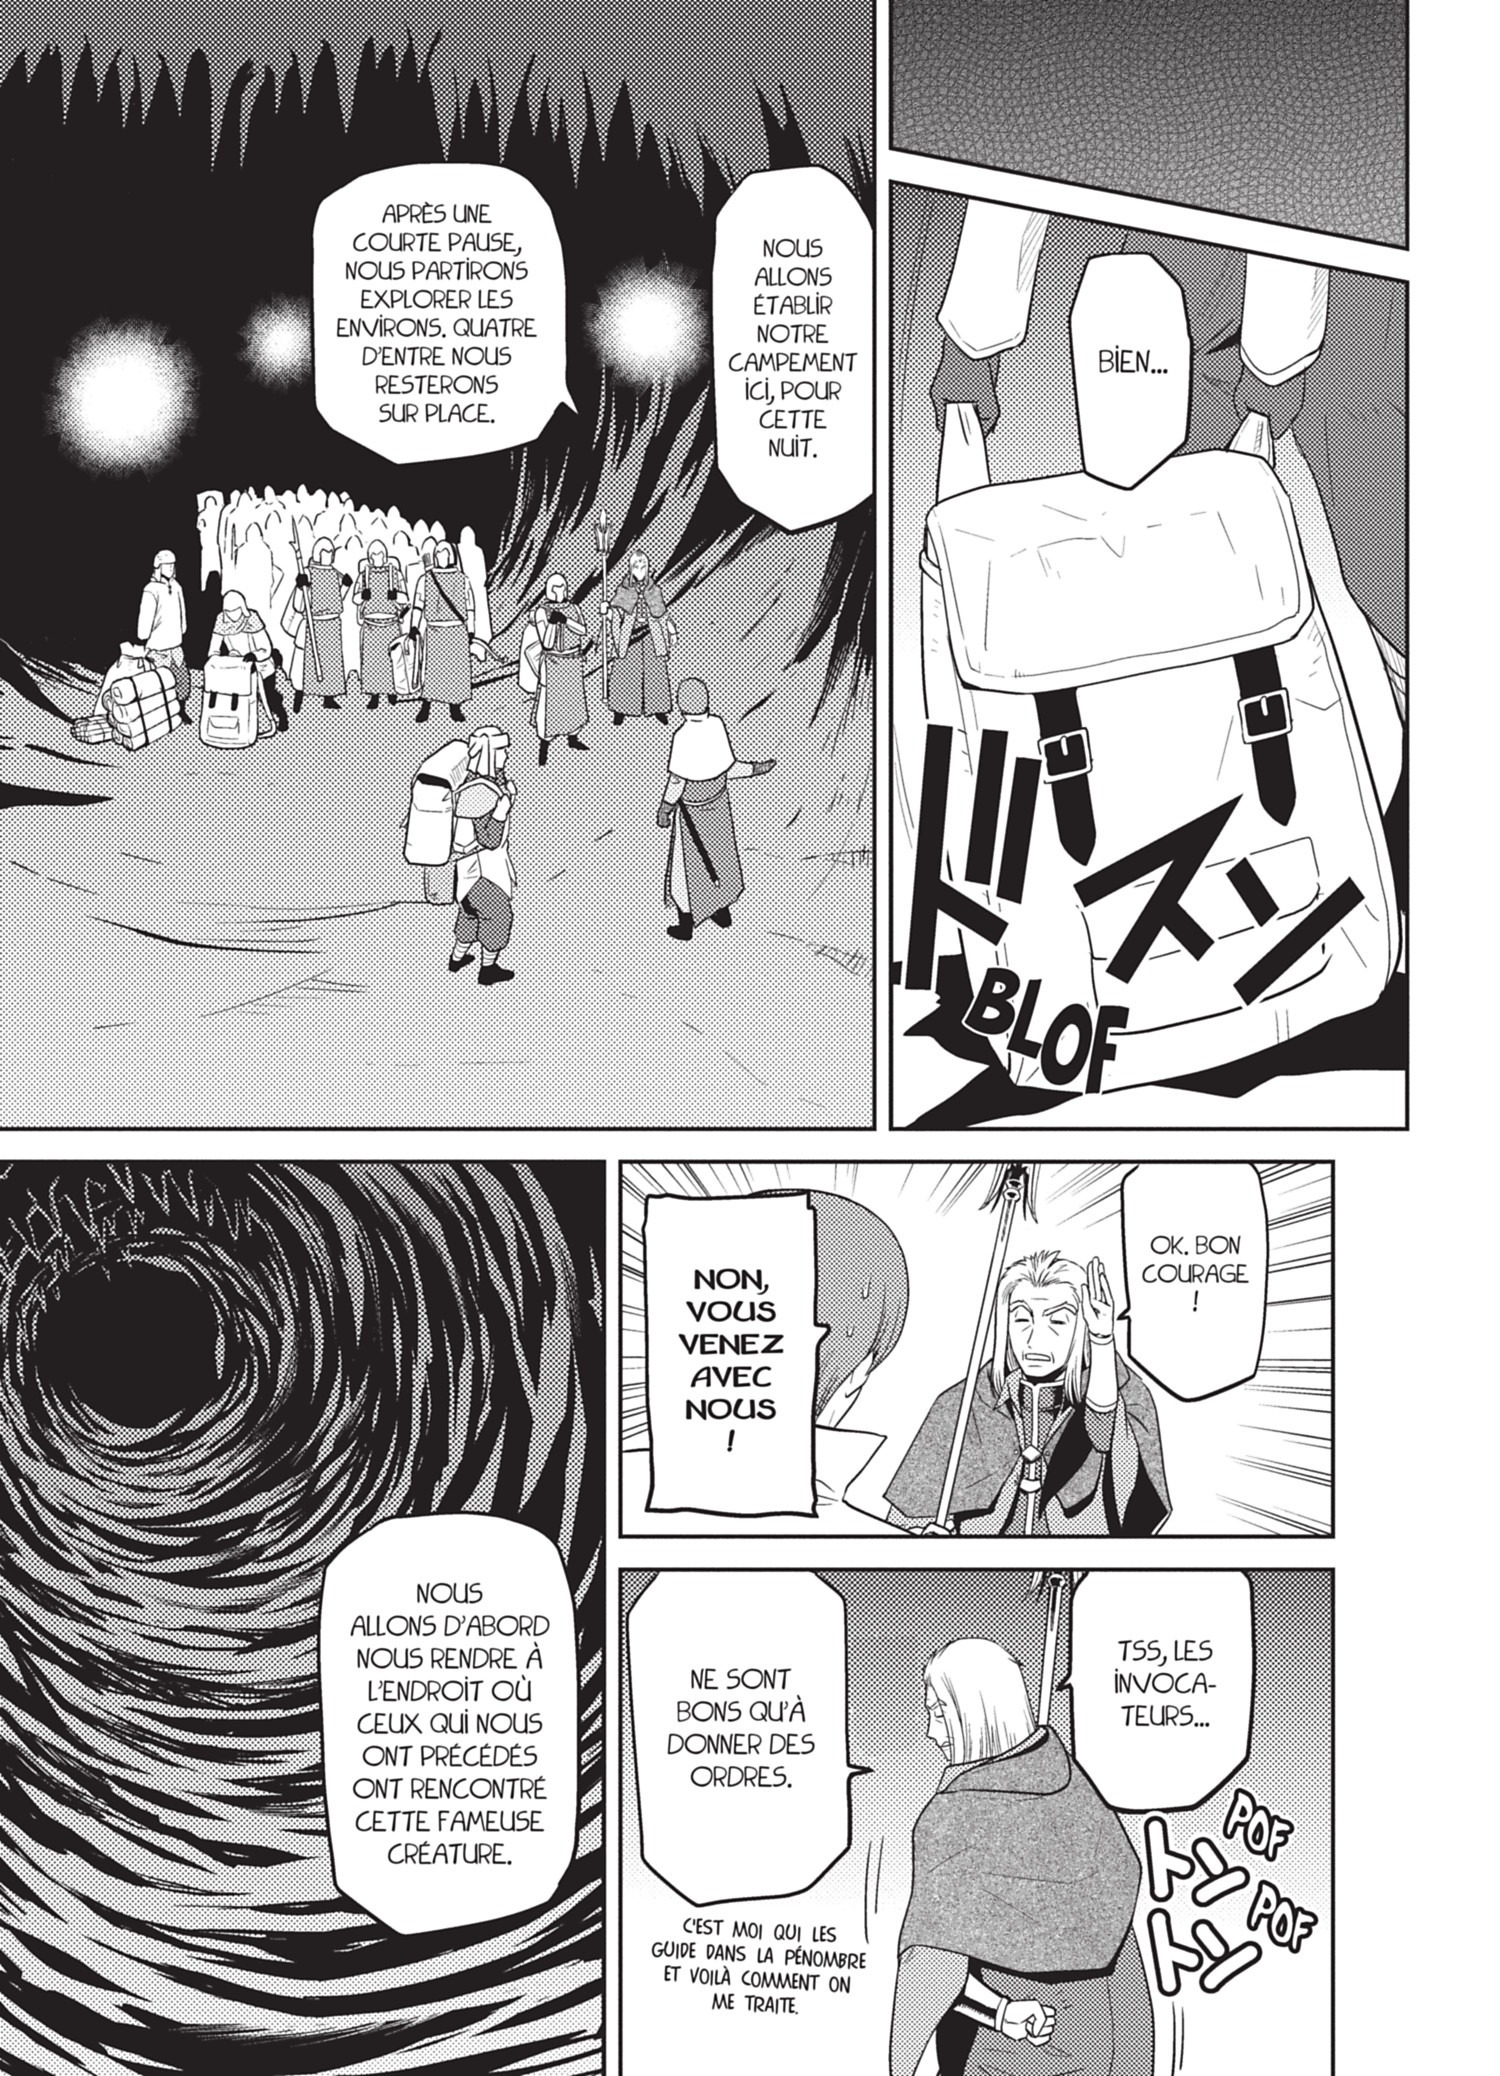 BIEN...
ドスン
BLOF
NOUS
ALLONS
ÉTABLIR
NOTRE
CAMPEMENT
ICI, POUR
CETTE
NUIT.
APRÈS UNE
COURTE PAUSE,
NOUS PARTIRONS
EXPLORER LES
ENVIRONS. QUATRE
D'ENTRE NOUS
RESTERONS
SUR PLACE.
OK. BON
COURAGE
!
NON,
VOUS
VENEZ
AVEC
NOUS
!
TSS, LES
INVOCA-
TEURS...
POF
トン
POF
トン
NE SONT
BONS QU'À
DONNER DES
ORDRES.
C'EST MOI QUI LES
GUIDE DANS LA PÉNOMBRE
ET VOILÀ COMMENT ON
ME TRAITE.
NOUS
ALLONS D'ABORD
NOUS RENDRE À
L'ENDROIT OÙ
CEUX QUI NOUS
ONT PRÉCÉDÉS
ONT RENCONTRÉ
CETTE FAMEUSE
CRÉATURE.